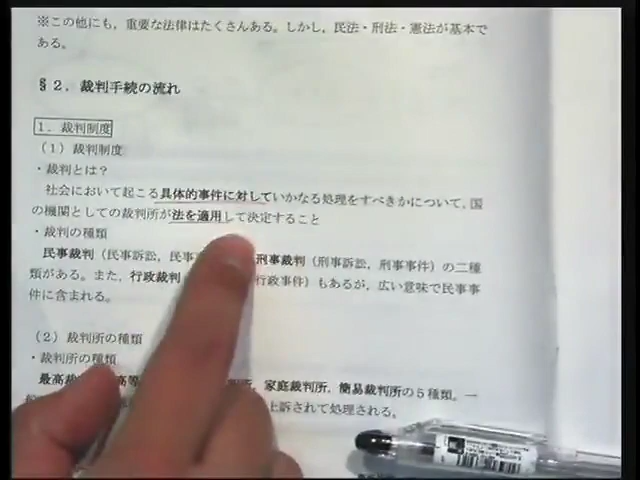 ※この他にも，重要な法律はたくさんある。しかし，民法・刑法・憲法が基本で
ある。
§2．裁判手続の流れ
1．裁判制度
（1）裁判制度
・裁判とは？
社会において起こる具体的事件に対していかなる処理をすべきかについて，国
の機関としての裁判所が法を適用して決定すること
・裁判の種類
民事裁判（民事訴訟，民事 刑事裁判（刑事訴訟，刑事事件）の二種
類がある。また，行政裁判 行政事件）もあるが，広い意味で民事事
件に含まれる。
（2）裁判所の種類
・裁判所の種類
最高裁 高等 所，家庭裁判所，簡易裁判所の5種類。一
上訴されて処理される。